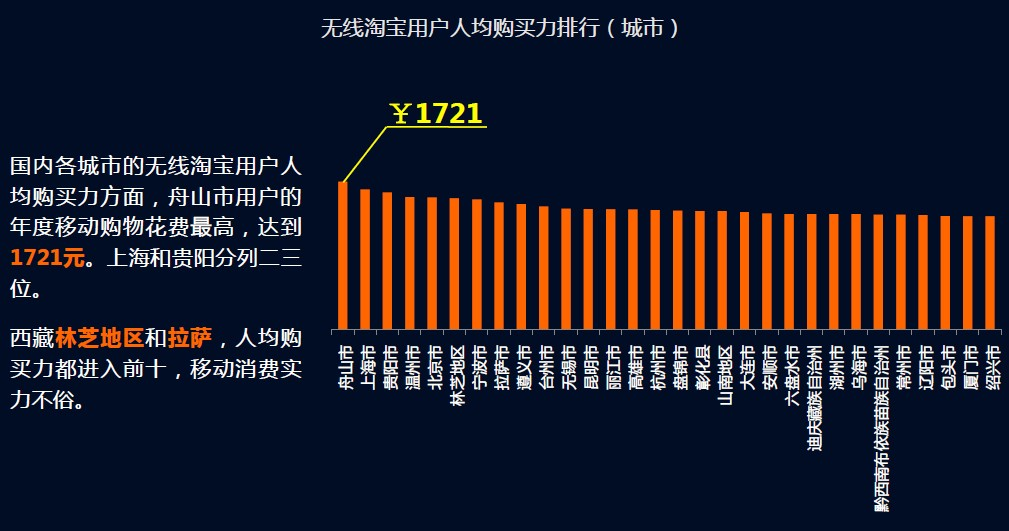 无线淘宝用户人均购买力排行（城市）
￥1721
国内各城市的无线淘宝用户人
均购买力方面，舟山市用户的
年度移动购物花费最高，达到
1721元。上海和贵阳分列二三
位。
西藏林芝地区和拉萨，人均购
买力都进入前十，移动消费实
力不俗。
舟山市
上海市
贵阳市
温州市
北京市
林芝地区
宁波市
拉萨市
遵义市
台州市
无锡市
昆明市
丽江市
高雄市
杭州市
盘锦市
彰化县
山南地区
大连市
安顺市
六盘水市
迪庆藏族自治州
湖州市
乌海市
黔西南布依族苗族自治州
常州市
辽阳市
包头市
厦门市
绍兴市